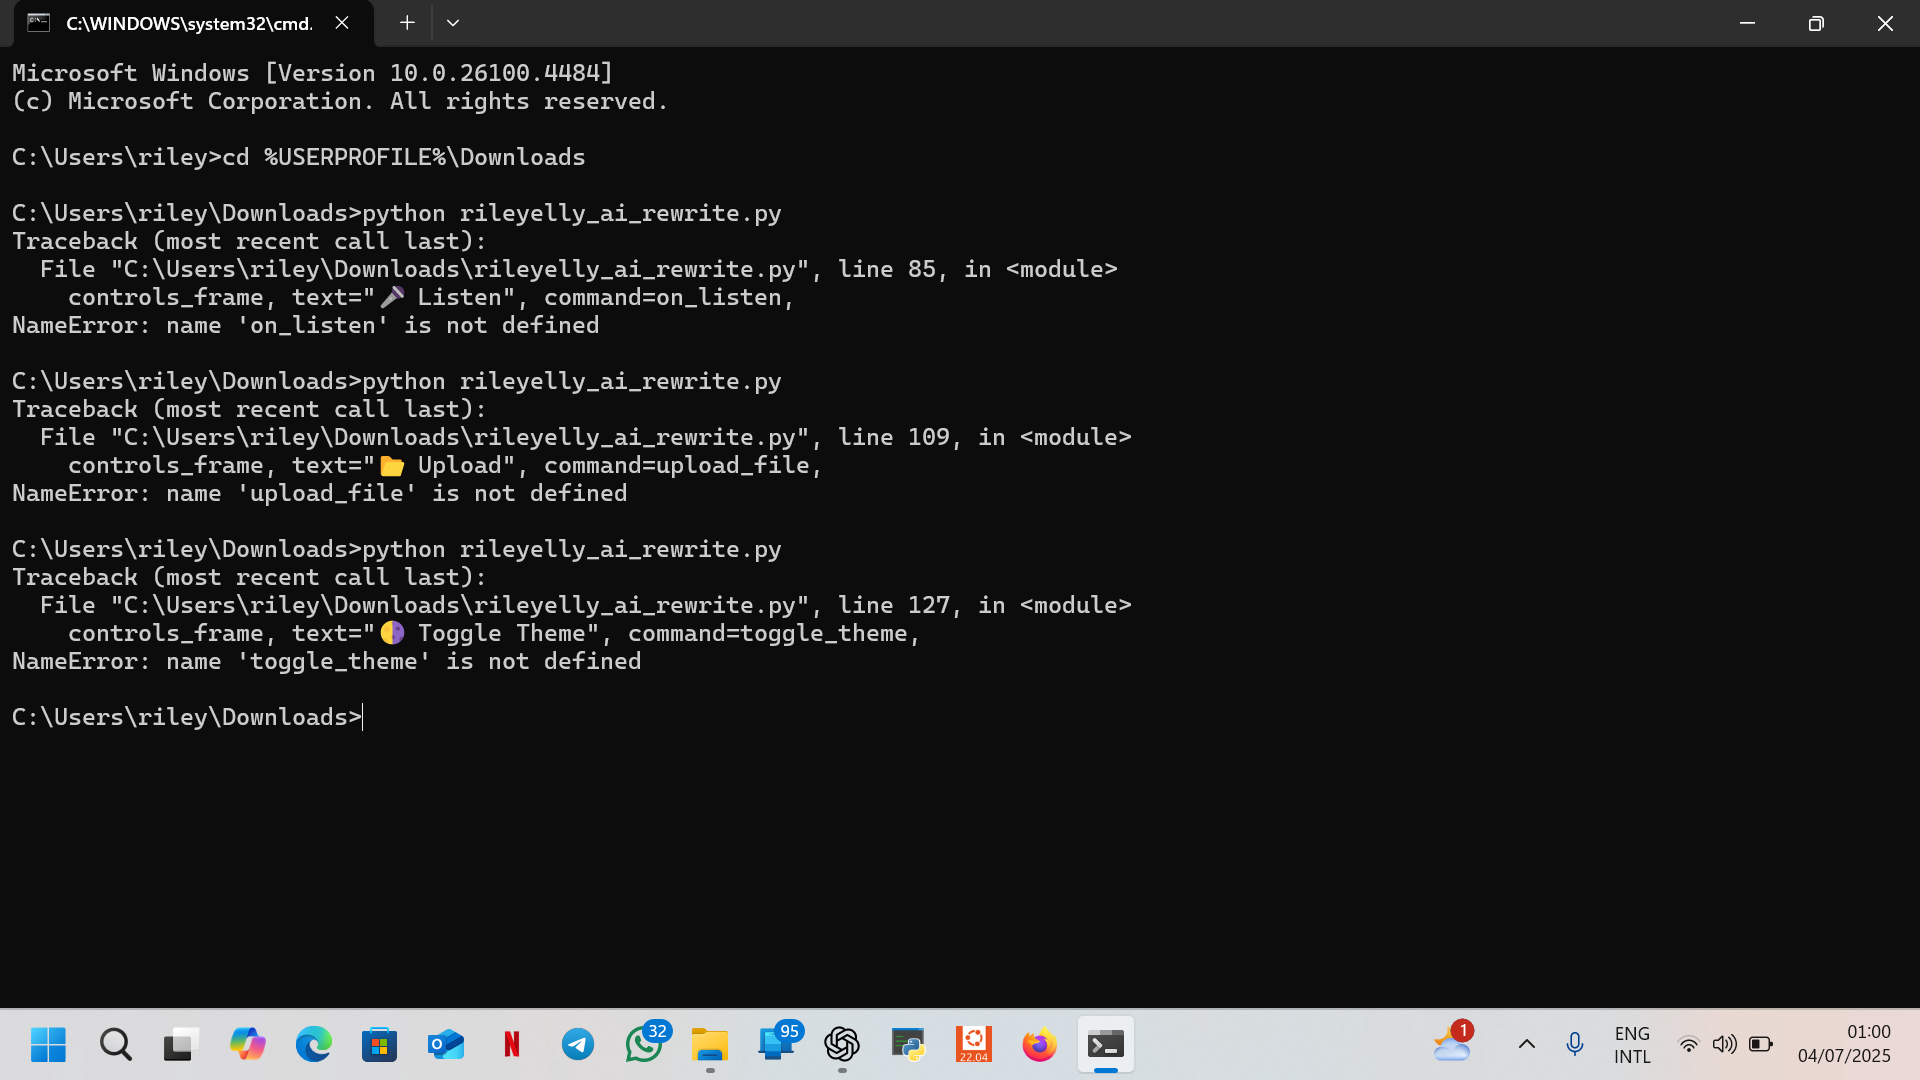 C:\WINDOWS\system32\cmd.
Microsoft Windows [Version 10.0.26100.4484]
(c) Microsoft Corporation. All rights reserved.
C:\Users\riley>cd %USERPROFILE%\Downloads
C:\Users\riley\Downloads>python rileyelly_ai_rewrite.py
Traceback (most recent call last):
  File "C:\Users\riley\Downloads\rileyelly_ai_rewrite.py", line 85, in <module>
    controls_frame, text="🎤 Listen", command=on_listen,
NameError: name 'on_listen' is not defined
C:\Users\riley\Downloads>python rileyelly_ai_rewrite.py
Traceback (most recent call last):
  File "C:\Users\riley\Downloads\rileyelly_ai_rewrite.py", line 109, in <module>
    controls_frame, text="📂 Upload", command=upload_file,
NameError: name 'upload_file' is not defined
C:\Users\riley\Downloads>python rileyelly_ai_rewrite.py
Traceback (most recent call last):
  File "C:\Users\riley\Downloads\rileyelly_ai_rewrite.py", line 127, in <module>
    controls_frame, text="🌗 Toggle Theme", command=toggle_theme,
NameError: name 'toggle_theme' is not defined
C:\Users\riley\Downloads>
32
95
22.04
1
ENG
INTL
01:00
04/07/2025